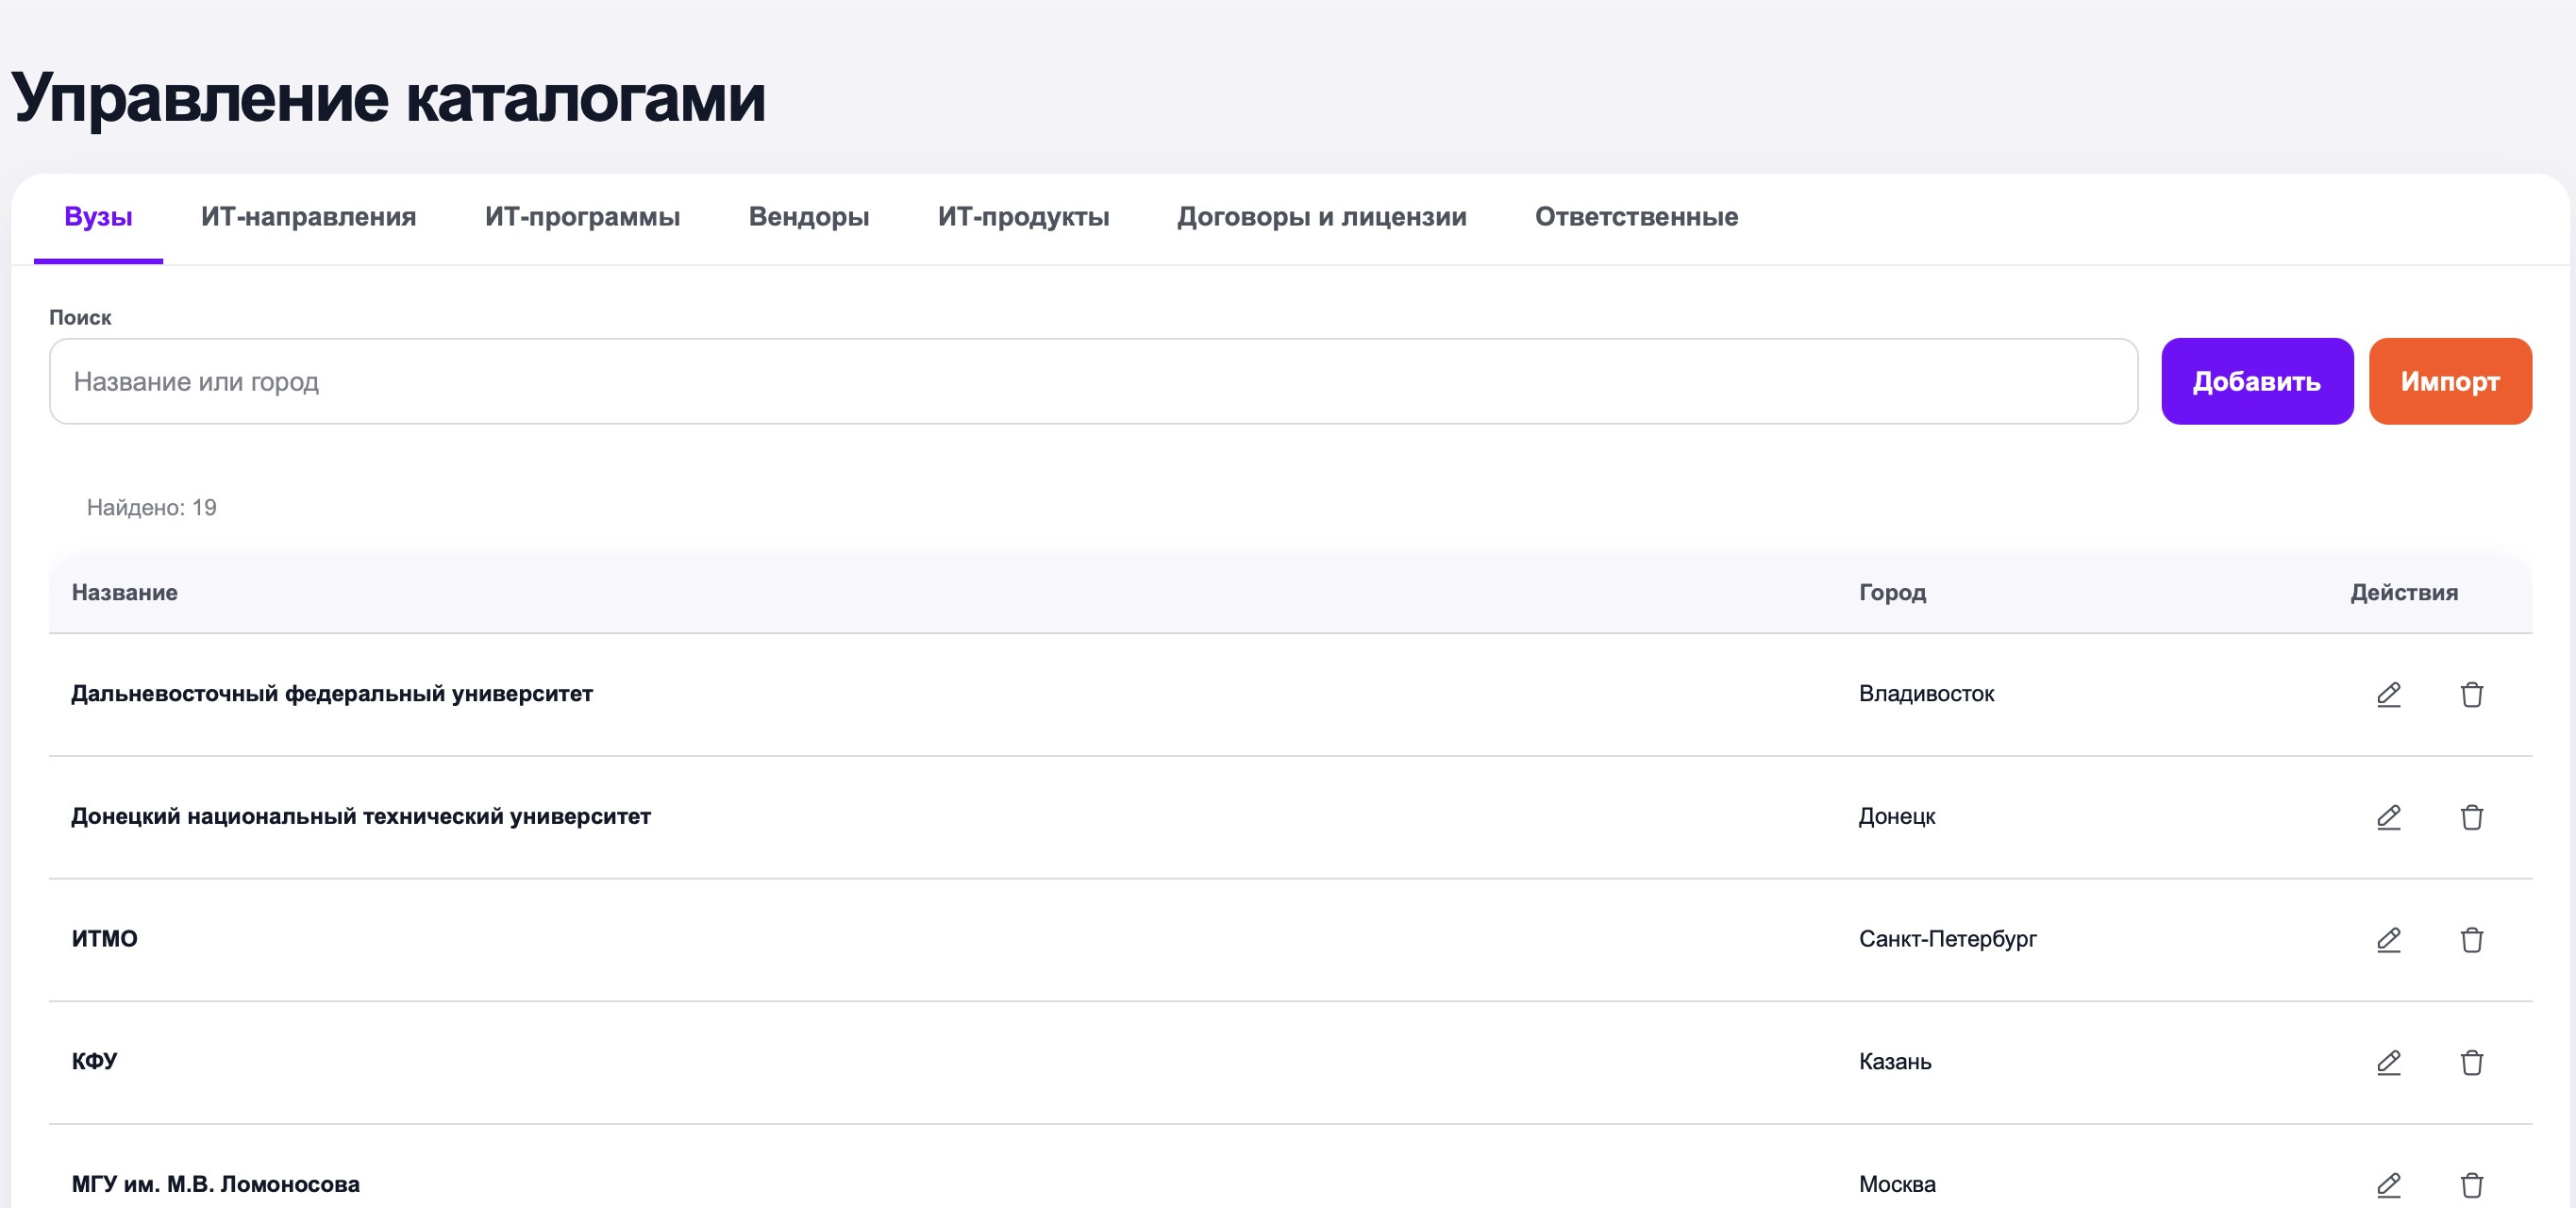 Управление каталогами
Вузы ИТ-направления ИТ-программы Вендоры ИТ-продукты Договоры и лицензии Ответственные
Поиск
Название или город Добавить Импорт
Найдено: 19
Название Город Действия
Дальневосточный федеральный университет Владивосток
Донецкий национальный технический университет Донецк
ИТМО Санкт-Петербург
КФУ Казань
МГУ им. М.В. Ломоносова Москва